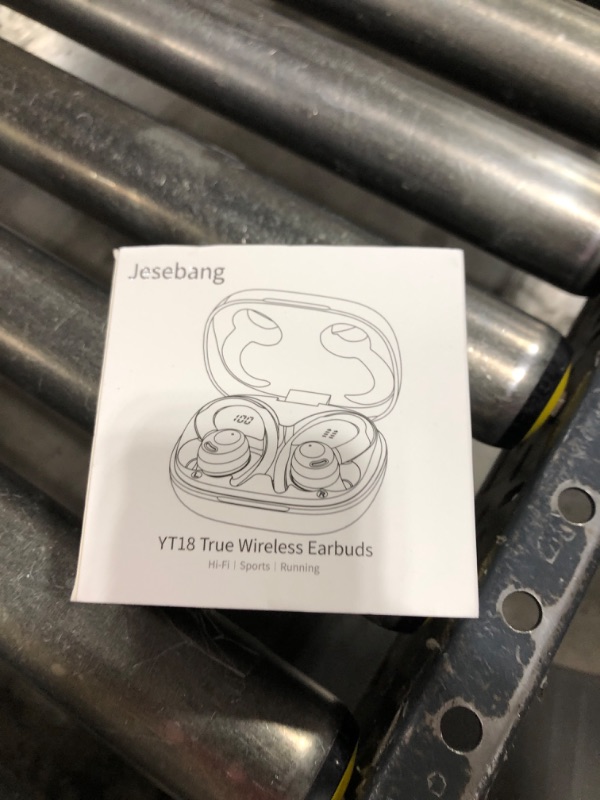 Jesebang
100
YT18 True Wireless Earbuds
Hi-Fi | Sports | Running